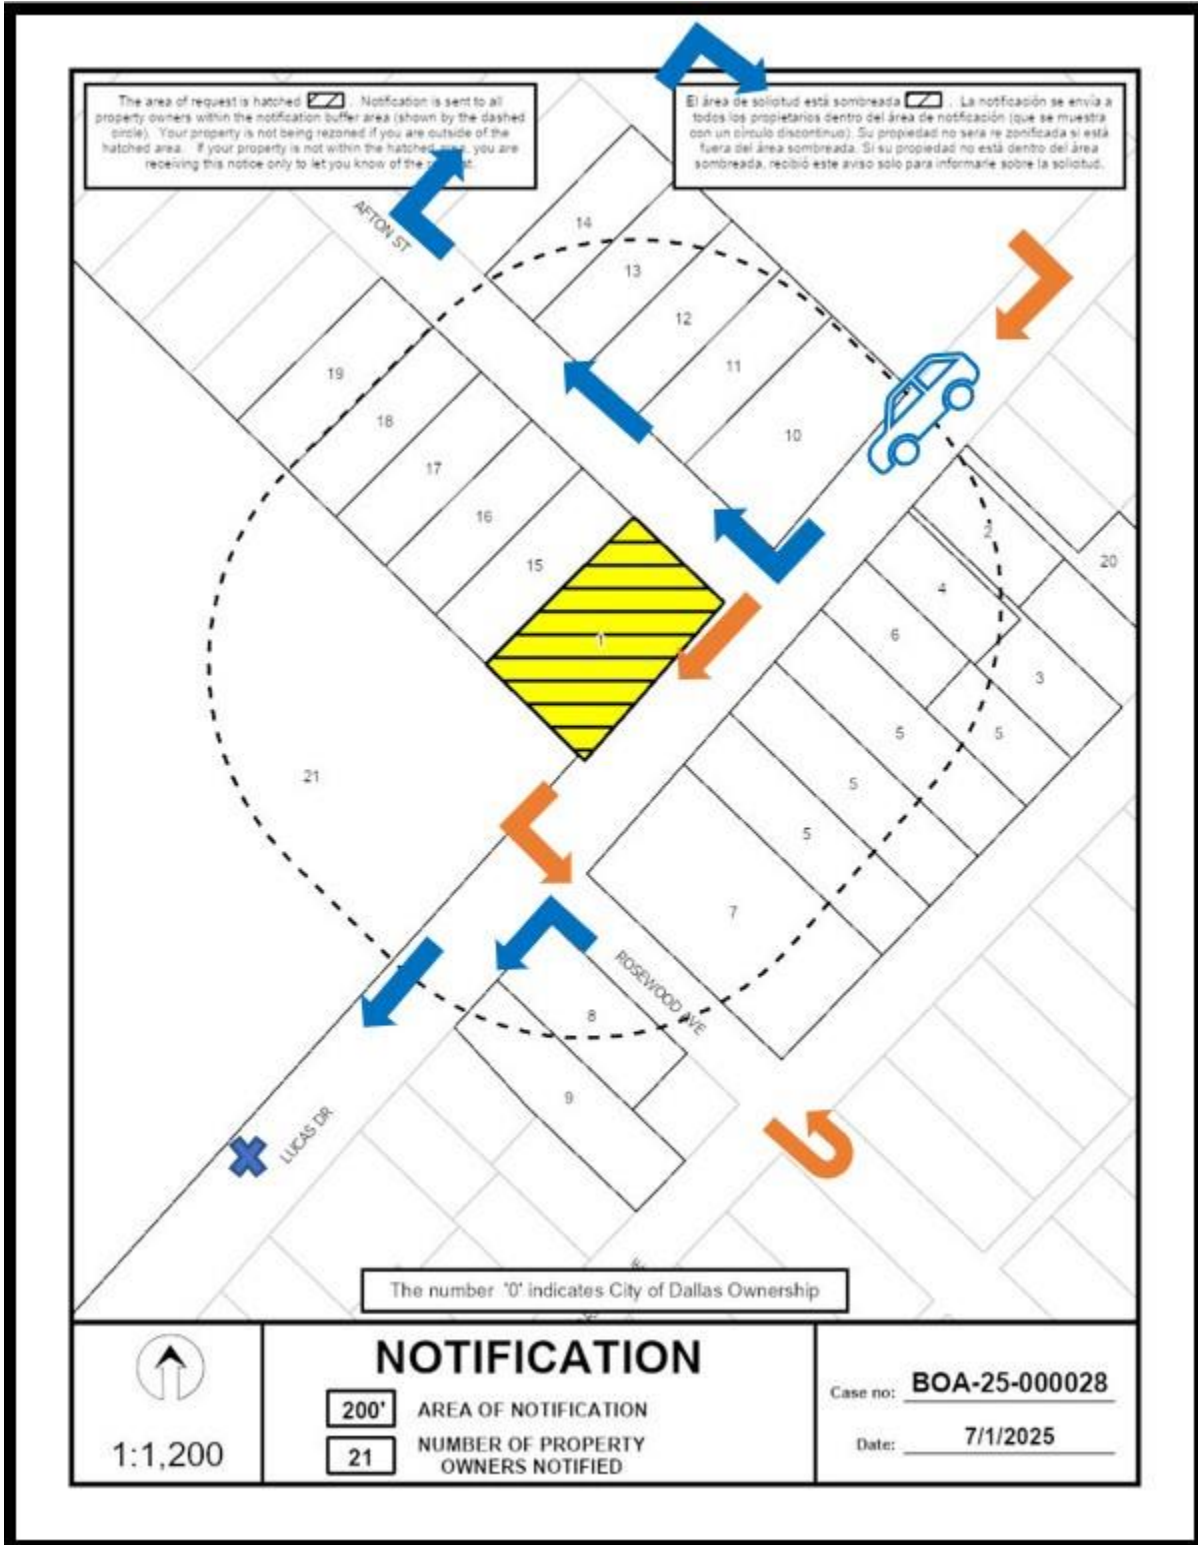 The area of request is hatched . Notification is sent to all
property owners within the notification buffer area (shown by the dashed
circle). Your property is not being rezoned if you are outside of the
hatched area. If your property is not within the hatched you are
receiving this notice only to let you know of the
El área de solicitud está sombreada . La notificación se envía a
todos los propietarios dentro del área de notificación (que se muestra
con un círculo discontinuo). Su propiedad no sera re zonificada si está
fuera del área sombreada. Si su propiedad no está dentro del área
sombreada, recibió este aviso solo para informarle sobre la solicitud.
AFTON ST
14
13
12
11
10
19
18
17
16
15
1
2
20
4
6
3
5
5
5
5
7
21
ROSEWOOD AVE
8
9
LUCAS DR
The number '0' indicates City of Dallas Ownership
1:1,200
NOTIFICATION
200' AREA OF NOTIFICATION
21 NUMBER OF PROPERTY
OWNERS NOTIFIED
Case no: BOA-25-000028
Date: 7/1/2025